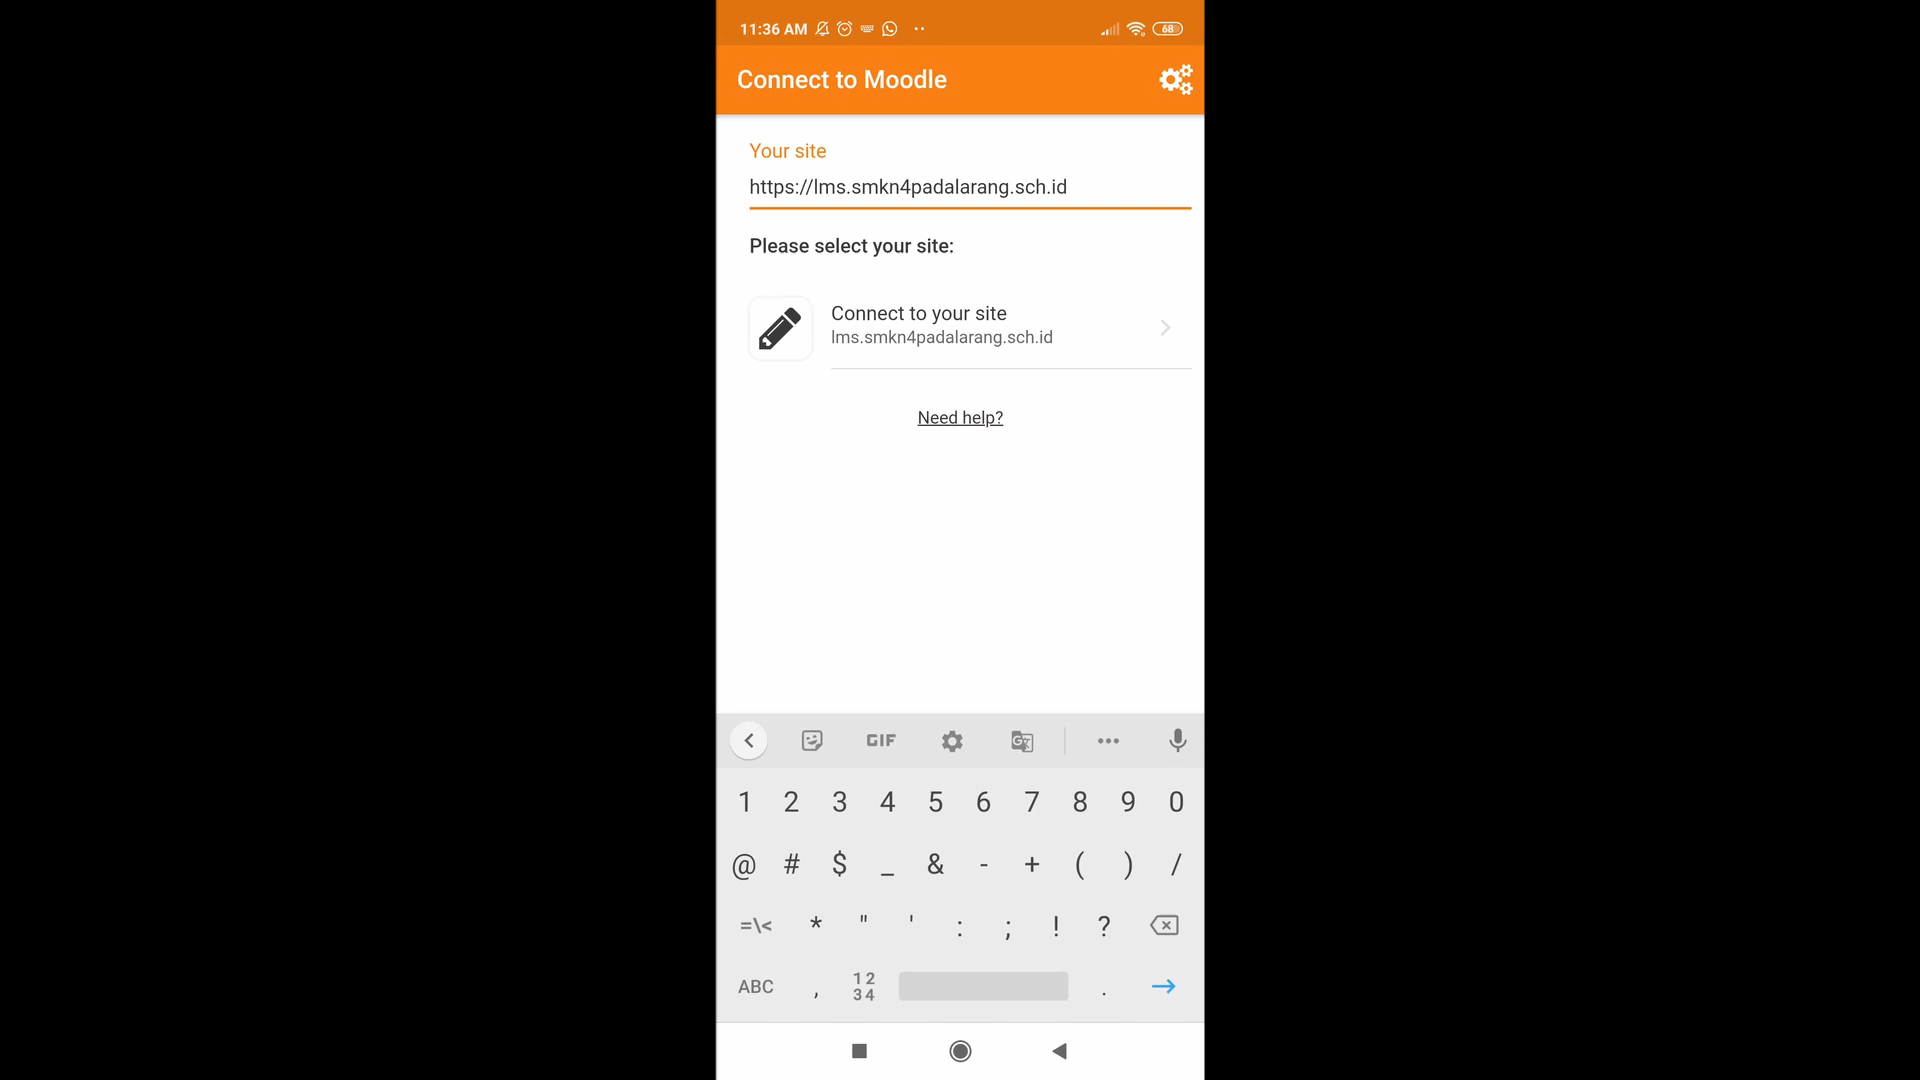 11:36 AM
68
Connect to Moodle
Your site
https://lms.smkn4padalarang.sch.id
Please select your site:
Connect to your site
lms.smkn4padalarang.sch.id
Need help?
GIF
1 2 3 4 5 6 7 8 9 0
@ # $ _ & - + ( ) /
=\< * " ' : ; ! ?
ABC , 12 34 .